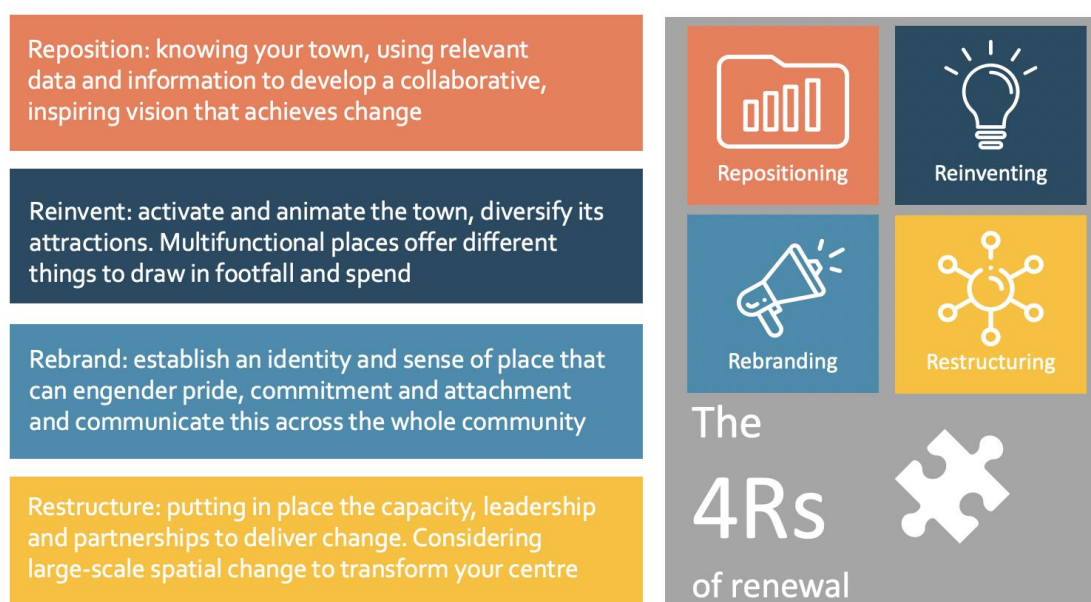 Reposition: knowing your town, using relevant
data and information to develop a collaborative,
inspiring vision that achieves change
Reinvent: activate and animate the town, diversify its
attractions. Multifunctional places offer different
things to draw in footfall and spend
Rebrand: establish an identity and sense of place that
can engender pride, commitment and attachment
and communicate this across the whole community
Restructure: putting in place the capacity, leadership
and partnerships to deliver change. Considering
large-scale spatial change to transform your centre
Repositioning
Reinventing
Rebranding
Restructuring
The
4Rs
of renewal